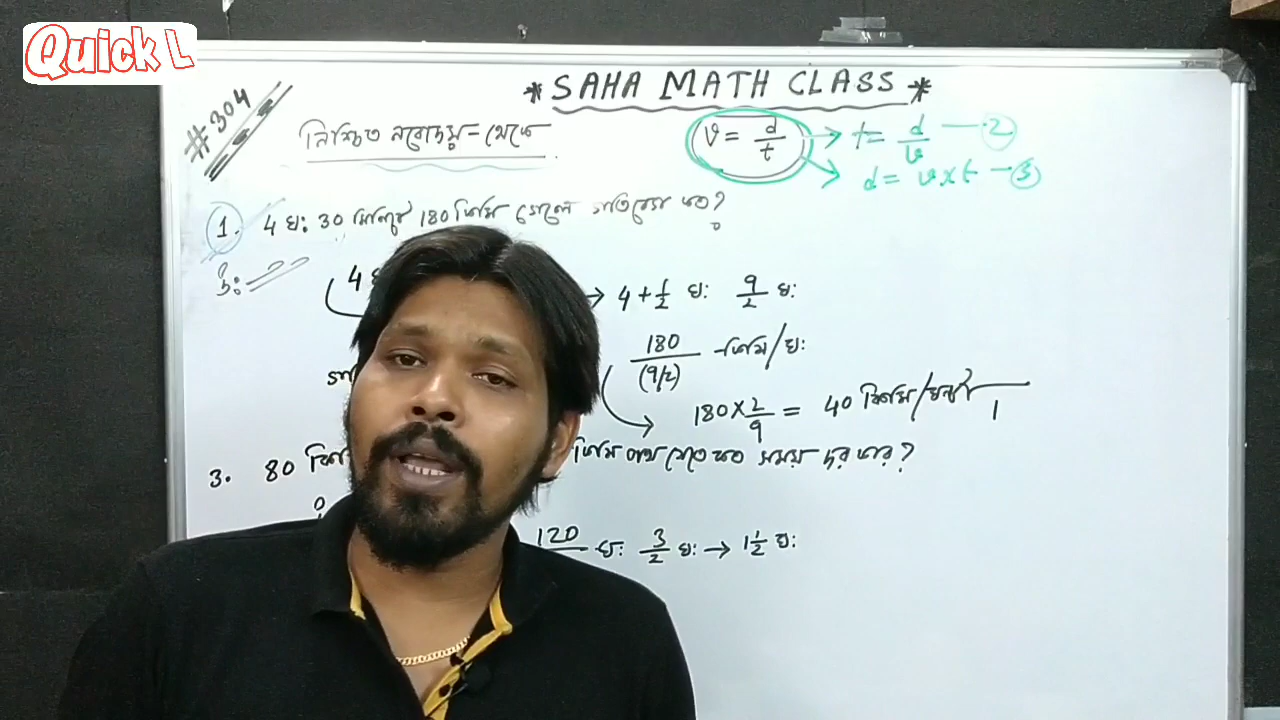 Quick L
* SAHA MATH CLASS *
#304
নিশ্চিত নবোদয় - থেকে
v = d/t → t = d/v — 2
→ d = v × t — 3
1. 4 ঘ: 30 মিনিটে 180 কিমি গেলে গতিবেগ কত?
উ:
4 → 4 + 1/2 ঘ: 9/2 ঘ:
180/(9/2) কিমি/ঘ:
→ 180 × 2/9 = 40 কিমি/ঘন্টা
3. 80 কিমি পথ যেতে কত সময় দরকার?
120 ঘ: 3/2 ঘ: → 1 1/2 ঘ: